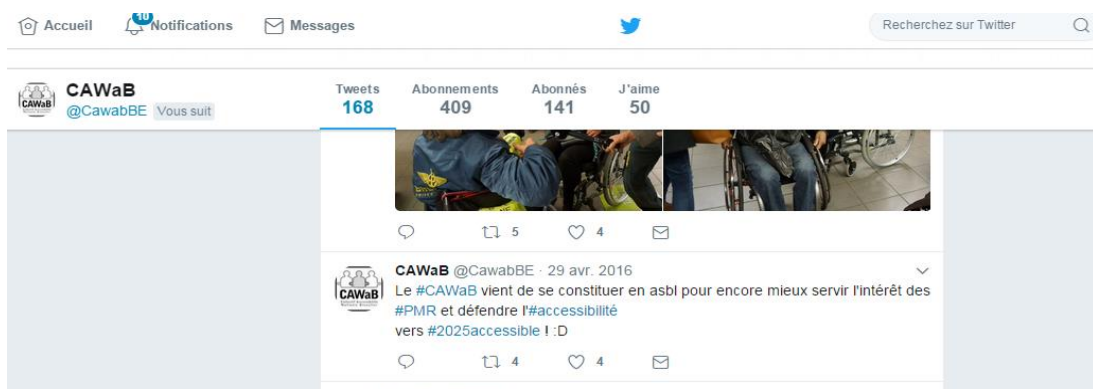 Accueil 10 Notifications Messages Recherchez sur Twitter
CAWaB
CAWaB
@CawabBE Vous suit
Tweets Abonnements Abonnés J'aime
168 409 141 50
5 4
CAWaB @CawabBE · 29 avr. 2016
CAWaB
Le #CAWaB vient de se constituer en asbl pour encore mieux servir l'intérêt des
#PMR et défendre l'#accessibilité
vers #2025accessible ! :D
4 4